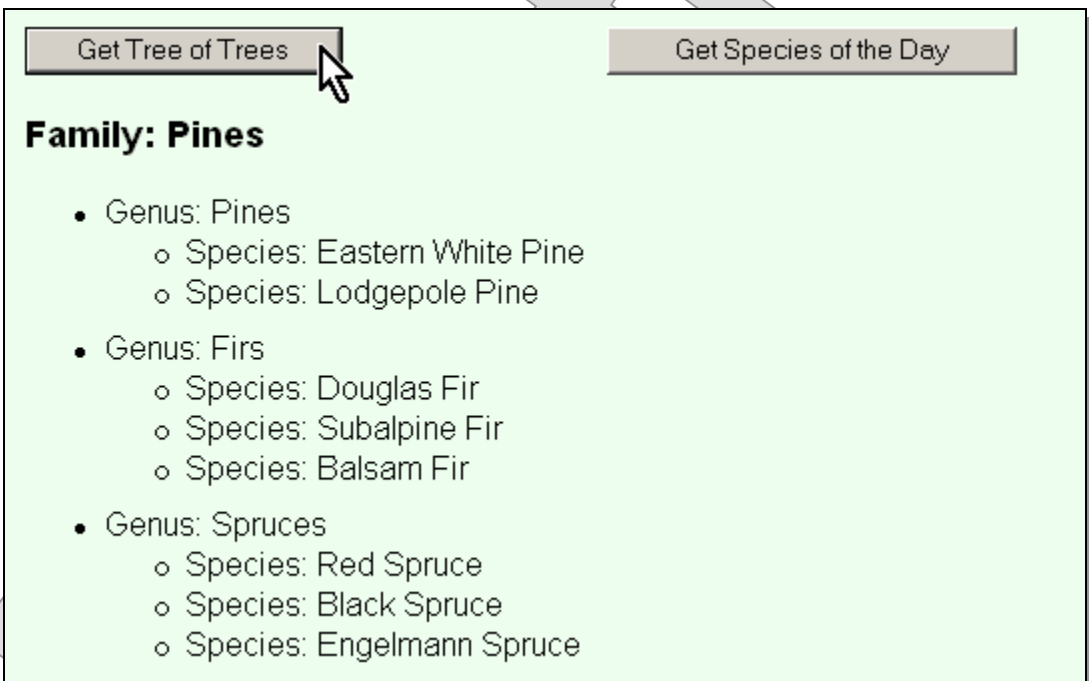 Get Tree of Trees
Get Species of the Day
Family: Pines
Genus: Pines
Species: Eastern White Pine
Species: Lodgepole Pine
Genus: Firs
Species: Douglas Fir
Species: Subalpine Fir
Species: Balsam Fir
Genus: Spruces
Species: Red Spruce
Species: Black Spruce
Species: Engelmann Spruce